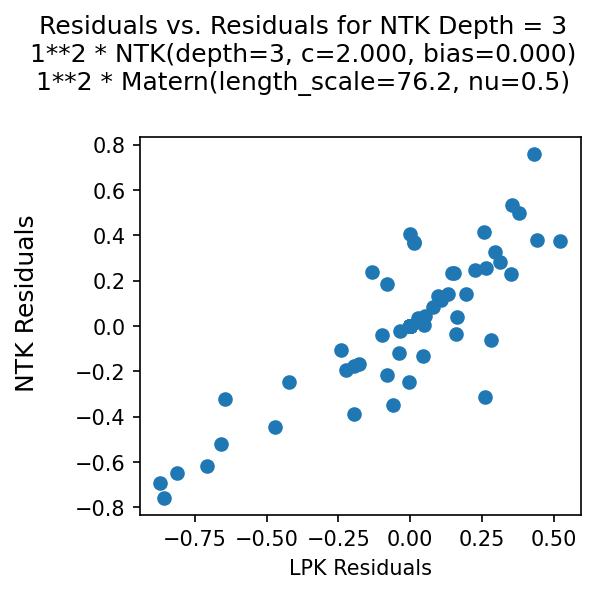 Residuals vs. Residuals for NTK Depth = 3
1**2 * NTK(depth=3, c=2.000, bias=0.000)
1**2 * Matern(length_scale=76.2, nu=0.5)
0.8
0.6
0.4
0.2
0.0
−0.2
−0.4
−0.6
−0.8
NTK Residuals
−0.75 −0.50 −0.25 0.00 0.25 0.50
LPK Residuals